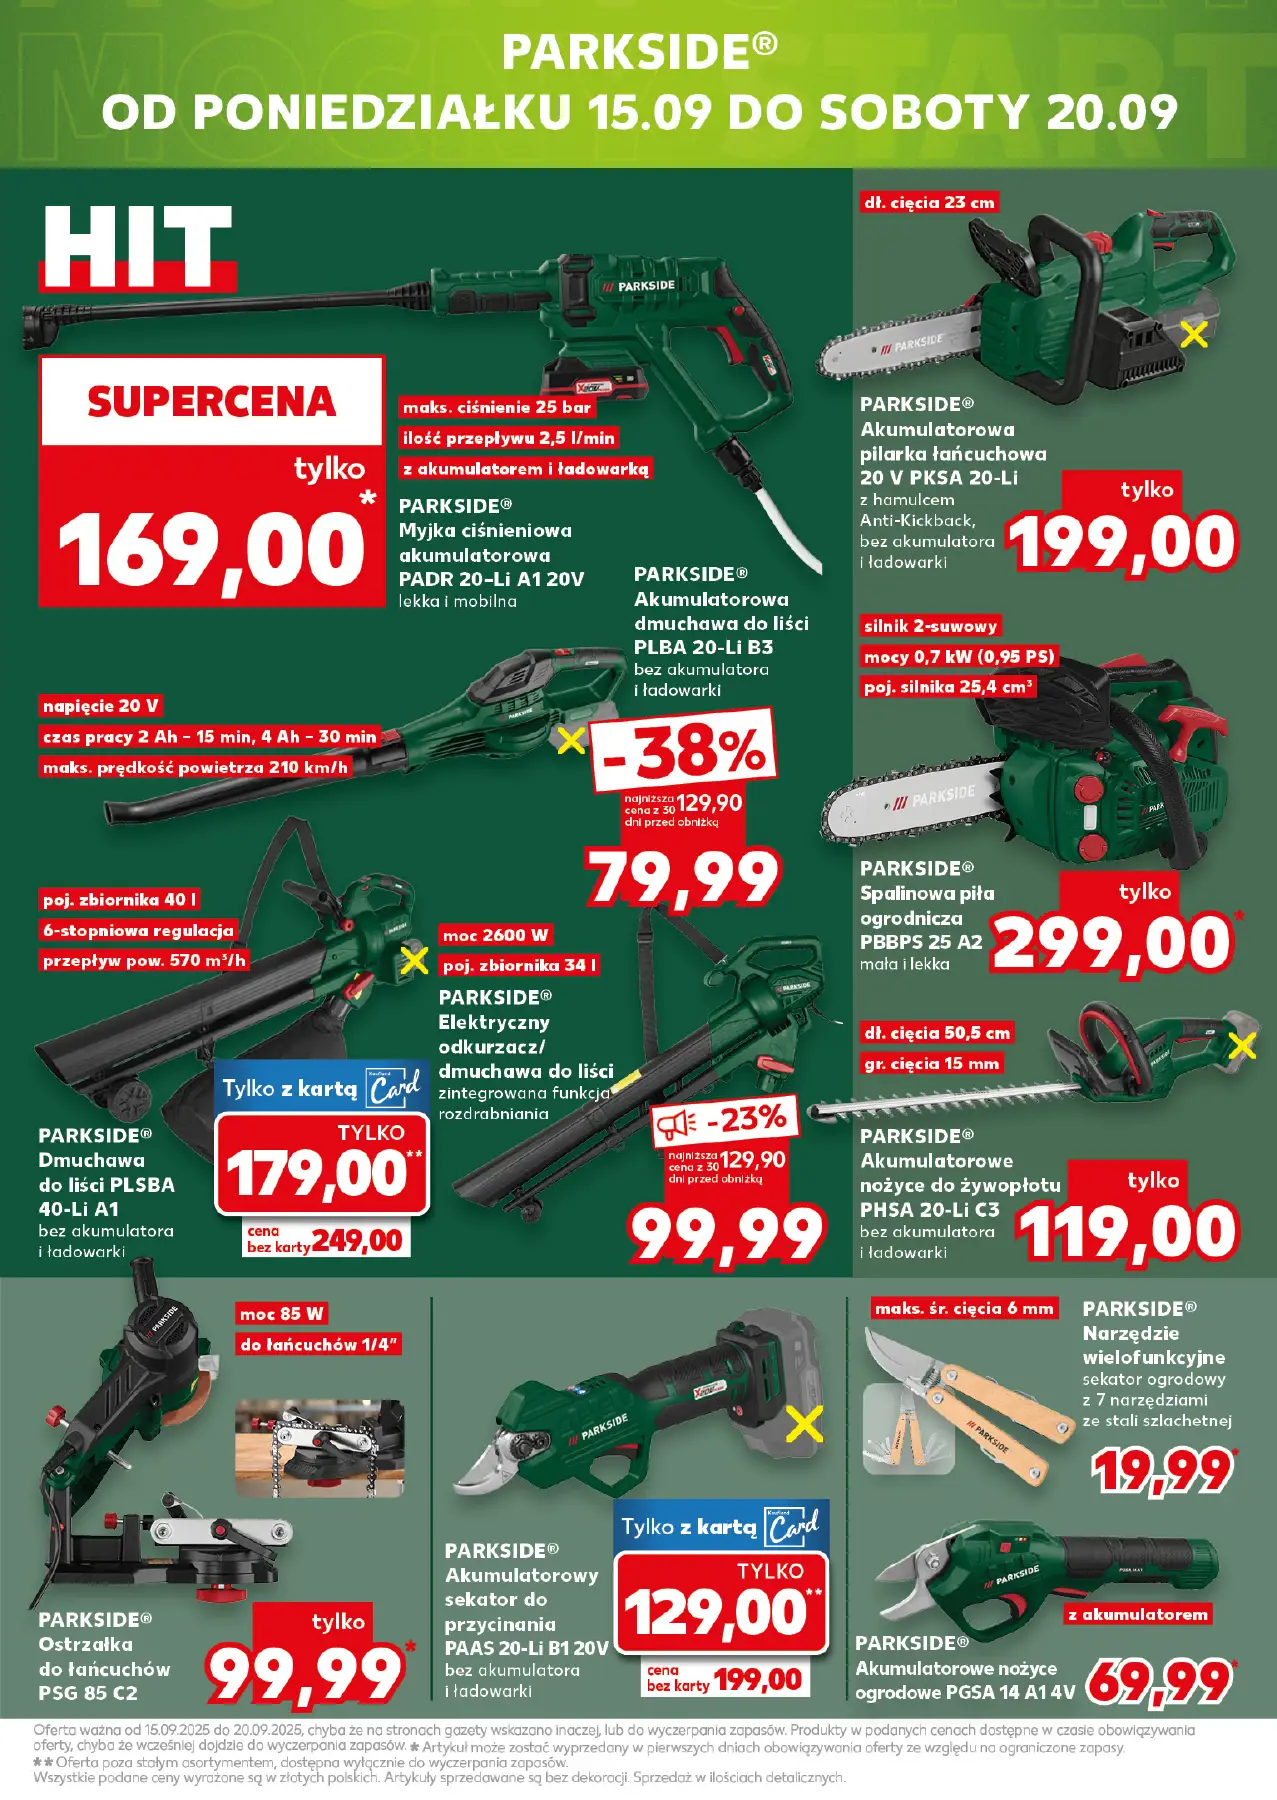 PARKSIDE®
OD PONIEDZIAŁKU 15.09 DO SOBOTY 20.09
HIT
SUPERCENA
tylko
169,00*
PARKSIDE
maks. ciśnienie 25 bar
ilość przepływu 2,5 l/min
z akumulatorem i ładowarką
PARKSIDE®
Myjka ciśnieniowa
akumulatorowa
PADR 20–Li A1 20V
lekka i mobilna
dł. cięcia 23 cm
PARKSIDE
PARKSIDE®
Akumulatorowa
pilarka łańcuchowa
20 V PKSA 20-Li
z hamulcem
Anti-Kickback,
bez akumulatora
i ładowarki
tylko
199,00
PARKSIDE®
Akumulatorowa
dmuchawa do liści
PLBA 20-Li B3
bez akumulatora
i ładowarki
napięcie 20 V
czas pracy 2 Ah – 15 min, 4 Ah – 30 min
maks. prędkość powietrza 210 km/h
PARKSIDE
-38%
najniższa
cena z 30 129,90
dni przed obniżką
79,99
silnik 2-suwowy
mocy 0,7 kW (0,95 PS)
poj. silnika 25,4 cm³
PARKSIDE
PARKSIDE®
Spalinowa piła
ogrodnicza
PBBPS 25 A2
mała i lekka
tylko
299,00*
poj. zbiornika 40 l
6-stopniowa regulacja
przepływ pow. 570 m³/h
PARKSIDE®
Dmuchawa
do liści PLSBA
40-Li A1
bez akumulatora
i ładowarki
Tylko z kartą Kaufland Card
TYLKO
179,00**
cena
bez karty 249,00
moc 2600 W
poj. zbiornika 34 l
PARKSIDE®
Elektryczny
odkurzacz/
dmuchawa do liści
zintegrowana funkcja
rozdrabniania
PARKSIDE
-23%
najniższa
cena z 30 129,90
dni przed obniżką
99,99
dł. cięcia 50,5 cm
gr. cięcia 15 mm
PARKSIDE®
Akumulatorowe
nożyce do żywopłotu
PHSA 20-Li C3
bez akumulatora
i ładowarki
tylko
119,00
moc 85 W
do łańcuchów 1/4"
PARKSIDE
PARKSIDE®
Ostrzałka
do łańcuchów
PSG 85 C2
tylko
99,99*
PARKSIDE
PARKSIDE®
Akumulatorowy
sekator do
przycinania
PAAS 20-Li B1 20V
bez akumulatora
i ładowarki
Tylko z kartą Kaufland Card
TYLKO
129,00**
cena
bez karty 199,00
maks. śr. cięcia 6 mm
PARKSIDE
PARKSIDE®
Narzędzie
wielofunkcyjne
sekator ogrodowy
z 7 narzędziami
ze stali szlachetnej
19,99*
PARKSIDE
z akumulatorem
PARKSIDE®
Akumulatorowe nożyce
ogrodowe PGSA 14 A1 4V
69,99*
Oferta ważna od 15.09.2025 do 20.09.2025, chyba że na stronach gazety wskazano inaczej, lub do wyczerpania zapasów. Produkty w podanych cenach dostępne w czasie obowiązywania
oferty, chyba że wcześniej dojdzie do wyczerpania zapasów. * Artykuł może zostać wyprzedany w pierwszych dniach obowiązywania oferty ze względu na ograniczone zapasy.
** Oferta poza stałym asortymentem, dostępna wyłącznie do wyczerpania zapasów.
Wszystkie podane ceny wyrażone są w złotych polskich. Artykuły sprzedawane są bez dekoracji. Sprzedaż w ilościach detalicznych.